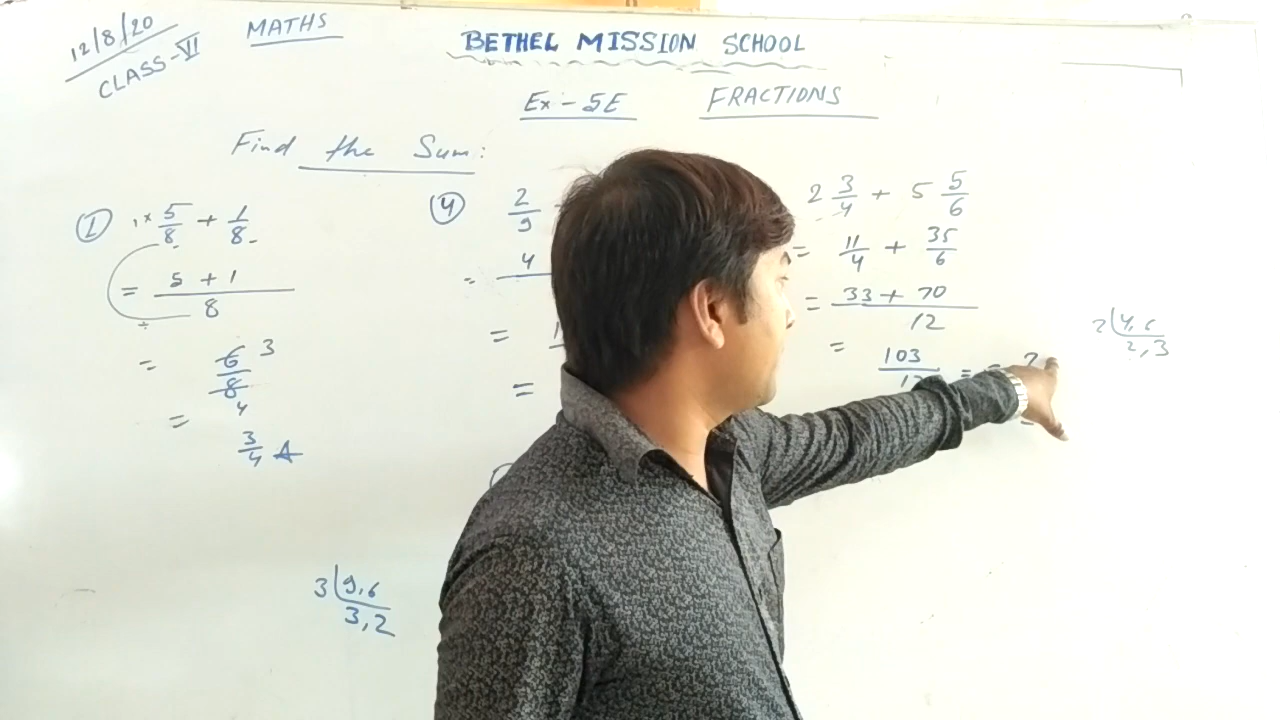 12/8/20
CLASS-VI
MATHS
BETHEL MISSION SCHOOL
Ex - 5E FRACTIONS
Find the Sum:
① 1× 5/8 + 1/8
= 5 + 1 / 8
= 6/8 3 4
= 3/4
④ 2/9
= 4
=
=
2 3/4 + 5 5/6
= 11/4 + 35/6
= 33 + 70 / 12
= 103/12 =
3 | 9, 6
3, 2
2 | 4, 6
2, 3